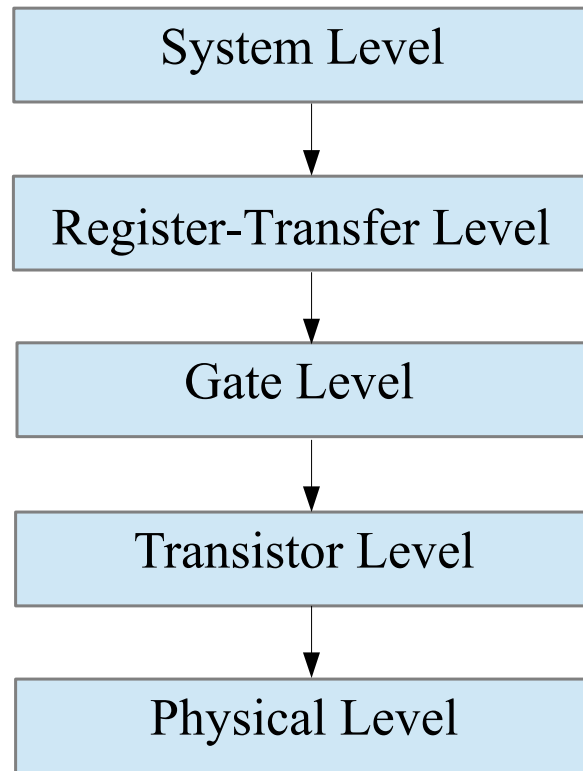 System Level
Register-Transfer Level
Gate Level
Transistor Level
Physical Level